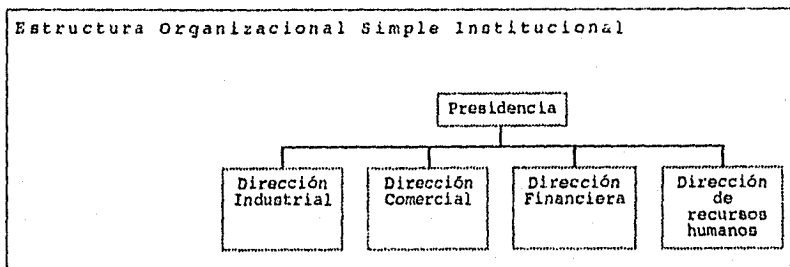 Estructura Organizacional Simple Institucional
Presidencia
Dirección
Industrial
Dirección
Comercial
Dirección
Financiera
Dirección
de
recursos
humanos